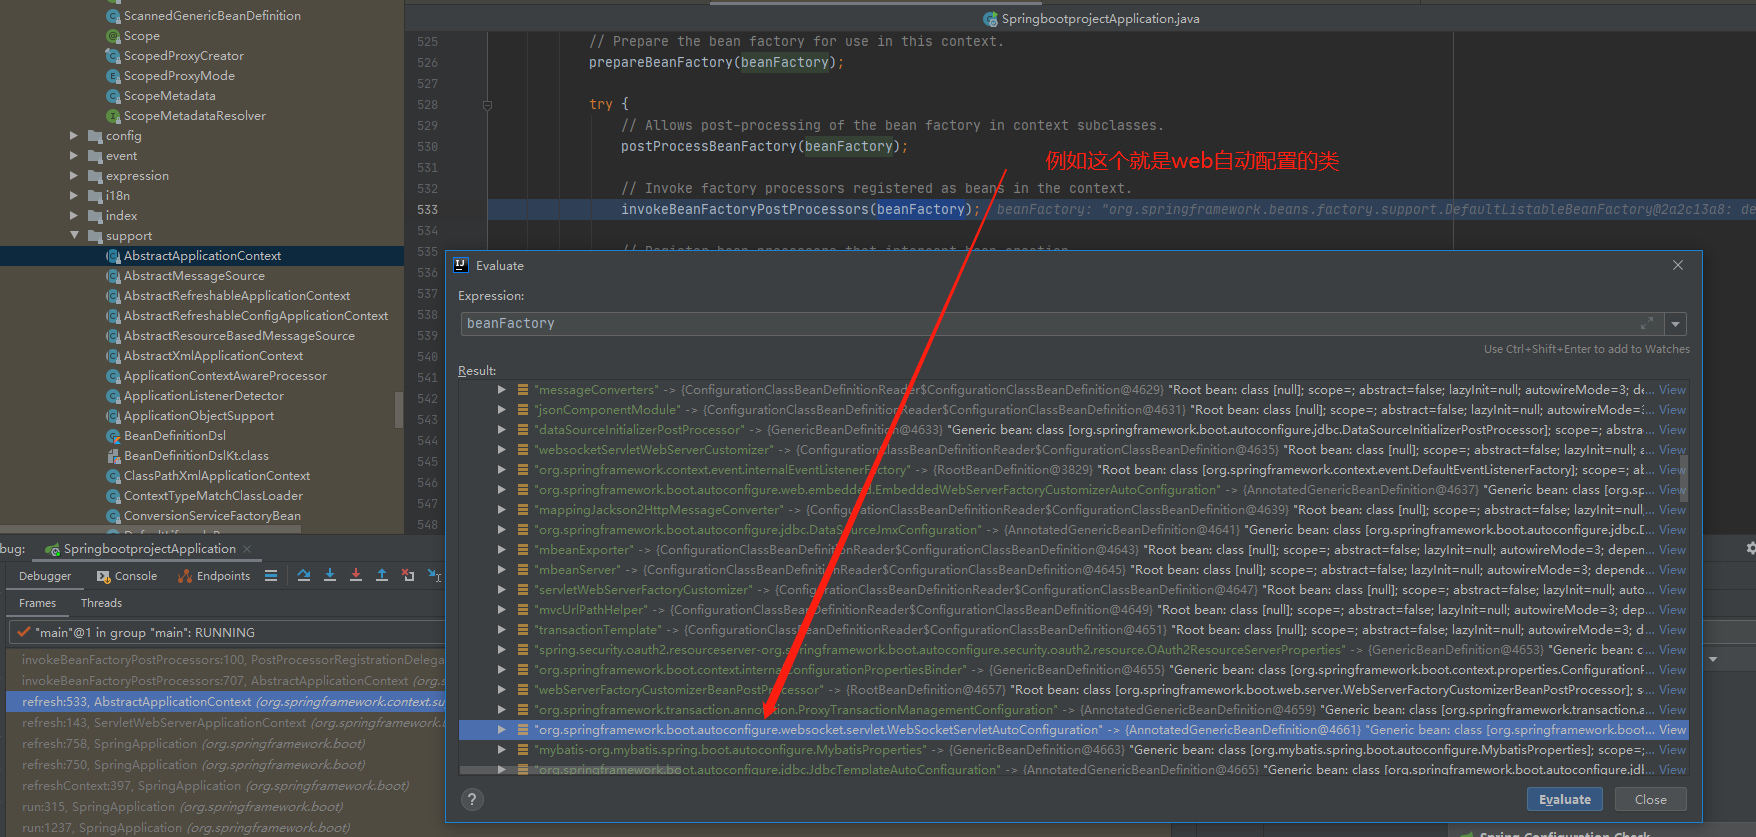 ScannedGenericBeanDefinition
Scope
ScopedProxyCreator
ScopedProxyMode
ScopeMetadata
ScopeMetadataResolver
config
event
expression
i18n
index
support
AbstractApplicationContext
AbstractMessageSource
AbstractRefreshableApplicationContext
AbstractRefreshableConfigApplicationContext
AbstractResourceBasedMessageSource
AbstractXmlApplicationContext
ApplicationContextAwareProcessor
ApplicationListenerDetector
ApplicationObjectSupport
BeanDefinitionDsl
BeanDefinitionDslKt.class
ClassPathXmlApplicationContext
ContextTypeMatchClassLoader
ConversionServiceFactoryBean
SpringbootprojectApplication.java
525 // Prepare the bean factory for use in this context.
526 prepareBeanFactory(beanFactory);
527
528 try {
529 // Allows post-processing of the bean factory in context subclasses.
530 postProcessBeanFactory(beanFactory);
531
例如这个就是web自动配置的类
532 // Invoke factory processors registered as beans in the context.
533 invokeBeanFactoryPostProcessors(beanFactory); beanFactory: "org.springframework.beans.factory.support.DefaultListableBeanFactory@2a2c13a8: de
534
535
536
537
538
539
540
541
542
543
544
545
546
547
548
Evaluate
Expression:
beanFactory
Use Ctrl+Shift+Enter to add to Watches
Result:
"messageConverters" -> {ConfigurationClassBeanDefinitionReader$ConfigurationClassBeanDefinition@4629} "Root bean: class [null]; scope=; abstract=false; lazyInit=null; autowireMode=3; de... View
"jsonComponentModule" -> {ConfigurationClassBeanDefinitionReader$ConfigurationClassBeanDefinition@4631} "Root bean: class [null]; scope=; abstract=false; lazyInit=null; autowireMode=3... View
"dataSourceInitializerPostProcessor" -> {GenericBeanDefinition@4633} "Generic bean: class [org.springframework.boot.autoconfigure.jdbc.DataSourceInitializerPostProcessor]; scope=; abstra... View
"websocketServletWebServerCustomizer" -> {ConfigurationClassBeanDefinitionReader$ConfigurationClassBeanDefinition@4635} "Root bean: class [null]; scope=; abstract=false; lazyInit=null; a... View
"org.springframework.context.event.internalEventListenerFactory" -> {RootBeanDefinition@3829} "Root bean: class [org.springframework.context.event.DefaultEventListenerFactory]; scope=; ab... View
"org.springframework.boot.autoconfigure.web.embedded.EmbeddedWebServerFactoryCustomizerAutoConfiguration" -> {AnnotatedGenericBeanDefinition@4637} "Generic bean: class [org.sp... View
"mappingJackson2HttpMessageConverter" -> {ConfigurationClassBeanDefinitionReader$ConfigurationClassBeanDefinition@4639} "Root bean: class [null]; scope=; abstract=false; lazyInit=null... View
"org.springframework.boot.autoconfigure.jdbc.DataSourceJmxConfiguration" -> {AnnotatedGenericBeanDefinition@4641} "Generic bean: class [org.springframework.boot.autoconfigure.jdbc.D... View
"mbeanExporter" -> {ConfigurationClassBeanDefinitionReader$ConfigurationClassBeanDefinition@4643} "Root bean: class [null]; scope=; abstract=false; lazyInit=null; autowireMode=3; depen... View
"mbeanServer" -> {ConfigurationClassBeanDefinitionReader$ConfigurationClassBeanDefinition@4645} "Root bean: class [null]; scope=; abstract=false; lazyInit=null; autowireMode=3; depende... View
"servletWebServerFactoryCustomizer" -> {ConfigurationClassBeanDefinitionReader$ConfigurationClassBeanDefinition@4647} "Root bean: class [null]; scope=; abstract=false; lazyInit=null; au... View
"mvcUrlPathHelper" -> {ConfigurationClassBeanDefinitionReader$ConfigurationClassBeanDefinition@4649} "Root bean: class [null]; scope=; abstract=false; lazyInit=null; autowireMode=3; dep... View
"transactionTemplate" -> {ConfigurationClassBeanDefinitionReader$ConfigurationClassBeanDefinition@4651} "Root bean: class [null]; scope=; abstract=false; lazyInit=null; autowireMode=3; d... View
"spring.security.oauth2.resourceserver-org.springframework.boot.autoconfigure.security.oauth2.resource.OAuth2ResourceServerProperties" -> {GenericBeanDefinition@4653} "Generic bean: c... View
"org.springframework.boot.context.internalConfigurationPropertiesBinder" -> {GenericBeanDefinition@4655} "Generic bean: class [org.springframework.boot.context.properties.ConfigurationP... View
"webServerFactoryCustomizerBeanPostProcessor" -> {RootBeanDefinition@4657} "Root bean: class [org.springframework.boot.web.server.WebServerFactoryCustomizerBeanPostProcessor]; s... View
"org.springframework.transaction.annotation.ProxyTransactionManagementConfiguration" -> {AnnotatedGenericBeanDefinition@4659} "Generic bean: class [org.springframework.transaction.a... View
"org.springframework.boot.autoconfigure.websocket.servlet.WebSocketServletAutoConfiguration" -> {AnnotatedGenericBeanDefinition@4661} "Generic bean: class [org.springframework.boot.... View
"mybatis-org.mybatis.spring.boot.autoconfigure.MybatisProperties" -> {GenericBeanDefinition@4663} "Generic bean: class [org.mybatis.spring.boot.autoconfigure.MybatisProperties]; scope=;... View
"org.springframework.boot.autoconfigure.jdbc.JdbcTemplateAutoConfiguration" -> {AnnotatedGenericBeanDefinition@4665} "Generic bean: class [org.springframework.boot.autoconfigure.jdb... View
? Evaluate Close
bug: SpringbootprojectApplication
Debugger Console Endpoints
Frames Threads
"main"@1 in group "main": RUNNING
invokeBeanFactoryPostProcessors:100, PostProcessorRegistrationDelega
invokeBeanFactoryPostProcessors:707, AbstractApplicationContext (org.s
refresh:533, AbstractApplicationContext (org.springframework.context.su
refresh:143, ServletWebServerApplicationContext (org.springframework.b
refresh:758, SpringApplication (org.springframework.boot)
refresh:750, SpringApplication (org.springframework.boot)
refreshContext:397, SpringApplication (org.springframework.boot)
run:315, SpringApplication (org.springframework.boot)
run:1237, SpringApplication (org.springframework.boot)
Spring Configuration Check